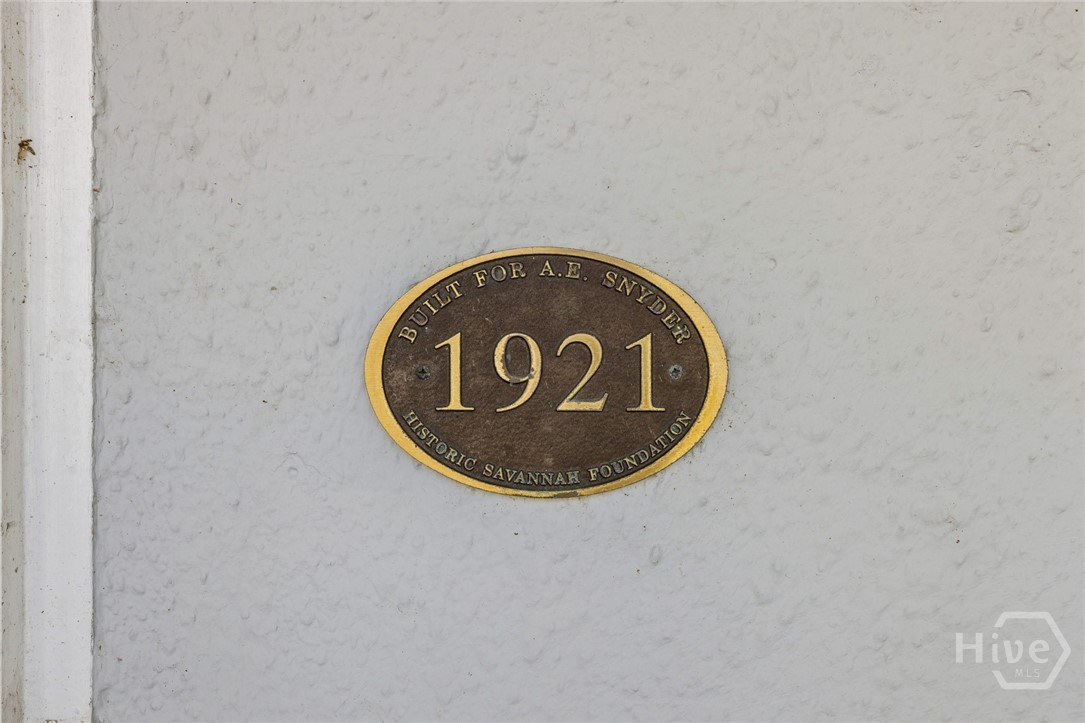 BUILT FOR A.E. SNYDER
1921
HISTORIC SAVANNAH FOUNDATION
Hive
MLS